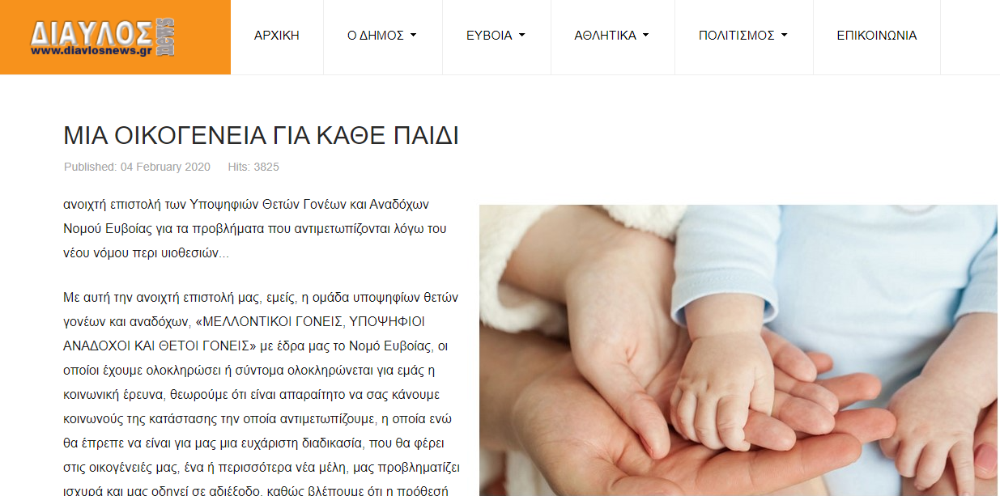 ΔΙΑΥΛΟΣ news
www.diavlosnews.gr
ΑΡΧΙΚΗ
Ο ΔΗΜΟΣ
ΕΥΒΟΙΑ
ΑΘΛΗΤΙΚΑ
ΠΟΛΙΤΙΣΜΟΣ
ΕΠΙΚΟΙΝΩΝΙΑ
ΜΙΑ ΟΙΚΟΓΕΝΕΙΑ ΓΙΑ ΚΑΘΕ ΠΑΙΔΙ
Published: 04 February 2020 Hits: 3825
ανοιχτή επιστολή των Υποψηφιών Θετών Γονέων και Αναδόχων
Νομού Ευβοίας για τα προβλήματα που αντιμετωπίζονται λόγω του
νέου νόμου περι υιοθεσιών...
Με αυτή την ανοιχτή επιστολή μας, εμείς, η ομάδα υποψηφίων θετών
γονέων και αναδόχων, «ΜΕΛΛΟΝΤΙΚΟΙ ΓΟΝΕΙΣ, ΥΠΟΨΗΦΙΟΙ
ΑΝΑΔΟΧΟΙ ΚΑΙ ΘΕΤΟΙ ΓΟΝΕΙΣ» με έδρα μας το Νομό Ευβοίας, οι
οποίοι έχουμε ολοκληρώσει ή σύντομα ολοκληρώνεται για εμάς η
κοινωνική έρευνα, θεωρούμε ότι είναι απαραίτητο να σας κάνουμε
κοινωνούς της κατάστασης την οποία αντιμετωπίζουμε, η οποία ενώ
θα έπρεπε να είναι για μας μια ευχάριστη διαδικασία, που θα φέρει
στις οικογένειές μας, ένα ή περισσότερα νέα μέλη, μας προβληματίζει
ισχυρά και μας οδηγεί σε αδιέξοδο, καθώς βλέπουμε ότι η πρόθεσή